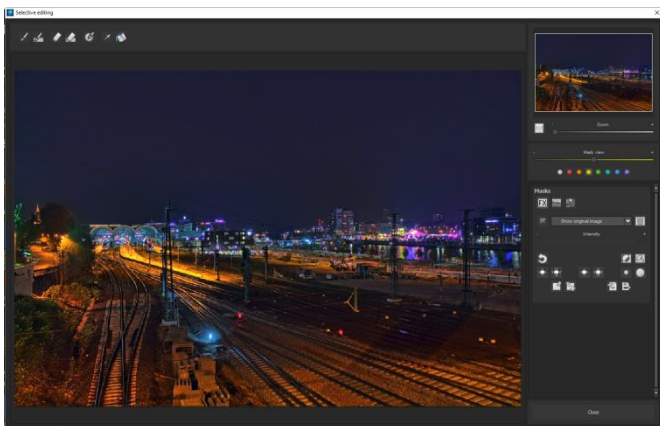 Selective editing
Zoom
Mask view
Masks
Show original image
Intensity
Close